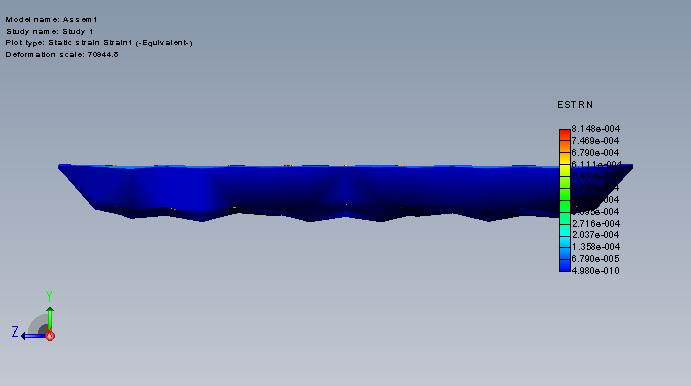 Model name: Assem1
Study name: Study 1
Plot type: Static strain Strain1 (-Equivalent-)
Deformation scale: 70944.8
ESTRN
8.148e-004
7.469e-004
6.790e-004
6.111e-004
2.716e-004
2.037e-004
1.358e-004
6.790e-005
4.980e-010
Y
Z